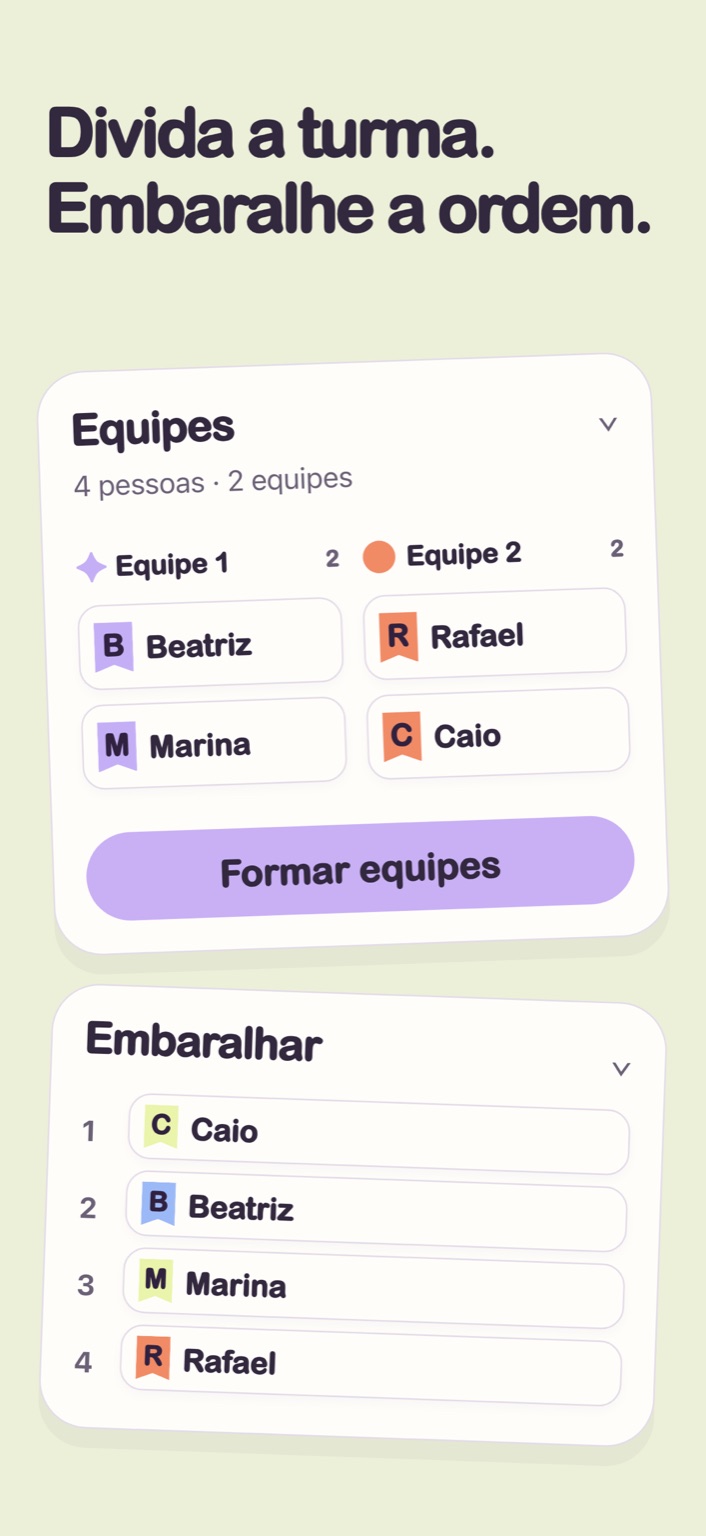 Divida a turma.
Embaralhe a ordem.
Equipes
4 pessoas · 2 equipes
Equipe 1 2
Equipe 2 2
B Beatriz
R Rafael
M Marina
C Caio
Formar equipes
Embaralhar
1 C Caio
2 B Beatriz
3 M Marina
4 R Rafael